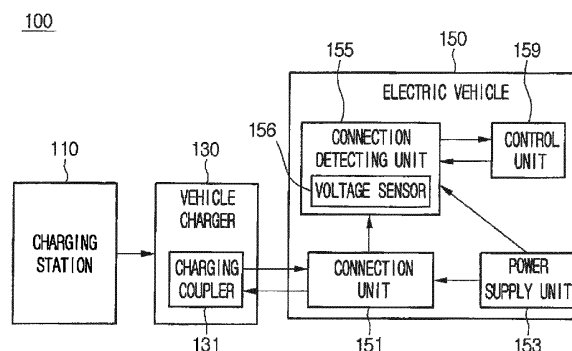 100
150
155
159
ELECTRIC VEHICLE
156
CONNECTION
DETECTING UNIT
VOLTAGE SENSOR
CONTROL
UNIT
110
130
CHARGING
STATION
VEHICLE
CHARGER
CHARGING
COUPLER
CONNECTION
UNIT
POWER
SUPPLY UNIT
131
151
153